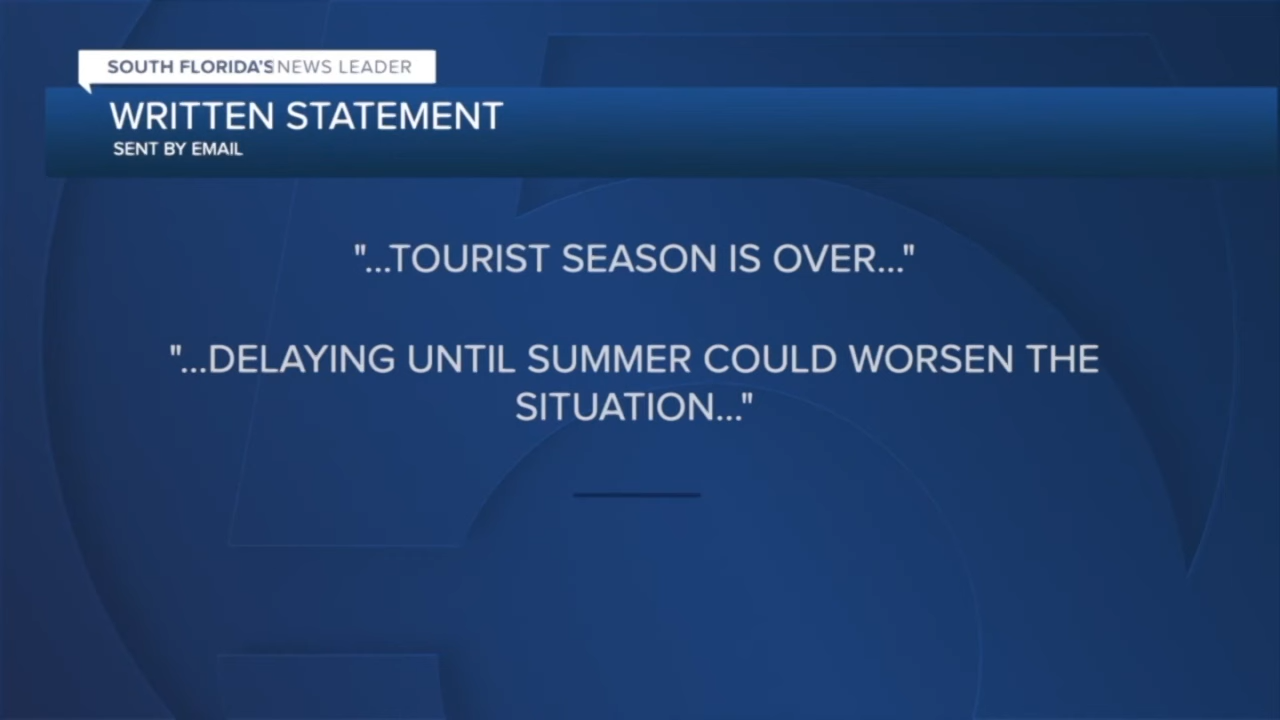 SOUTH FLORIDA'S NEWS LEADER
WRITTEN STATEMENT
SENT BY EMAIL
"...TOURIST SEASON IS OVER..."
"...DELAYING UNTIL SUMMER COULD WORSEN THE
SITUATION..."